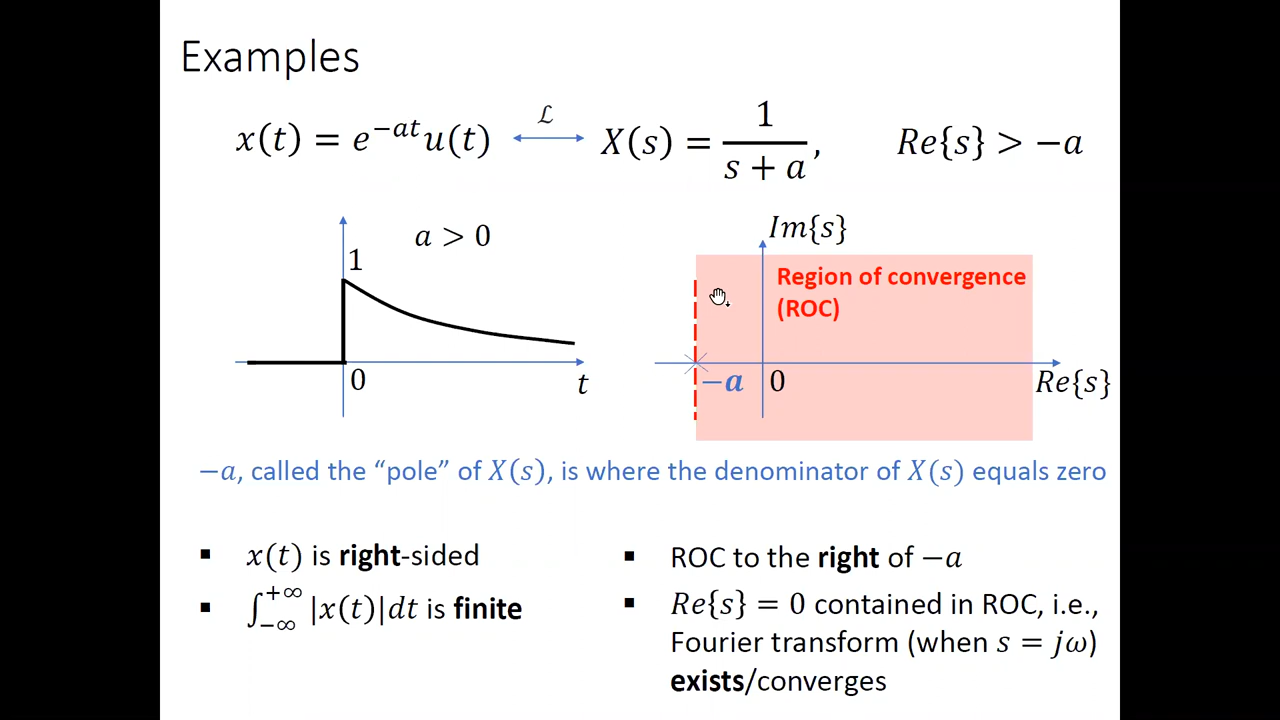 Examples
x(t) = e^{-at}u(t) ℒ X(s) = \frac{1}{s + a}, Re{s} > −a
a > 0
1
0
t
Im{s}
Region of convergence
(ROC)
−a
0
Re{s}
−a, called the “pole” of X(s), is where the denominator of X(s) equals zero
▪ x(t) is right-sided
▪ ∫_{−∞}^{+∞} |x(t)|dt is finite
▪ ROC to the right of −a
▪ Re{s} = 0 contained in ROC, i.e.,
Fourier transform (when s = jω)
exists/converges